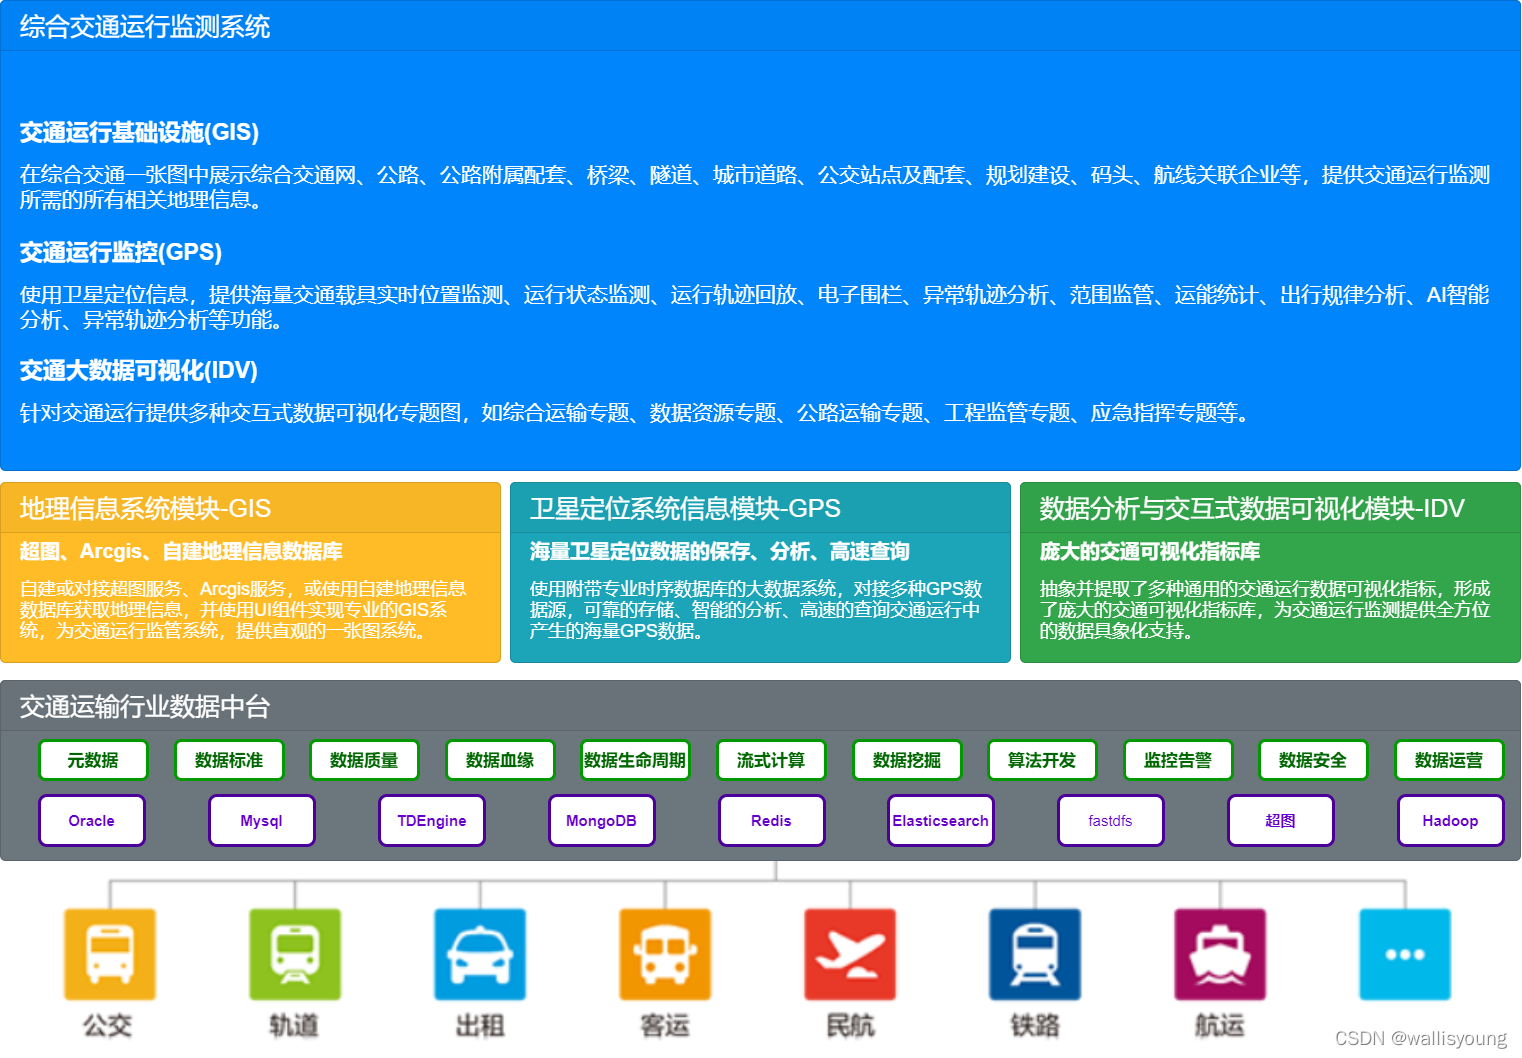 综合交通运行监测系统
交通运行基础设施(GIS)
在综合交通一张图中展示综合交通网、公路、公路附属配套、桥梁、隧道、城市道路、公交站点及配套、规划建设、码头、航线关联企业等，提供交通运行监测
所需的所有相关地理信息。
交通运行监控(GPS)
使用卫星定位信息，提供海量交通载具实时位置监测、运行状态监测、运行轨迹回放、电子围栏、异常轨迹分析、范围监管、运能统计、出行规律分析、AI智能
分析、异常轨迹分析等功能。
交通大数据可视化(IDV)
针对交通运行提供多种交互式数据可视化专题图，如综合运输专题、数据资源专题、公路运输专题、工程监管专题、应急指挥专题等。
地理信息系统模块-GIS
超图、Arcgis、自建地理信息数据库
自建或对接超图服务、Arcgis服务，或使用自建地理信息
数据库获取地理信息，并使用UI组件实现专业的GIS系
统，为交通运行监管系统，提供直观的一张图系统。
卫星定位系统信息模块-GPS
海量卫星定位数据的保存、分析、高速查询
使用附带专业时序数据库的大数据系统，对接多种GPS数
据源，可靠的存储、智能的分析、高速的查询交通运行中
产生的海量GPS数据。
数据分析与交互式数据可视化模块-IDV
庞大的交通可视化指标库
抽象并提取了多种通用的交通运行数据可视化指标，形成
了庞大的交通可视化指标库，为交通运行监测提供全方位
的数据具象化支持。
交通运输行业数据中台
元数据 数据标准 数据质量 数据血缘 数据生命周期 流式计算 数据挖掘 算法开发 监控告警 数据安全 数据运营
Oracle Mysql TDEngine MongoDB Redis Elasticsearch fastdfs 超图 Hadoop
公交 轨道 出租 客运 民航 铁路 航运
CSDN @wallisyoung